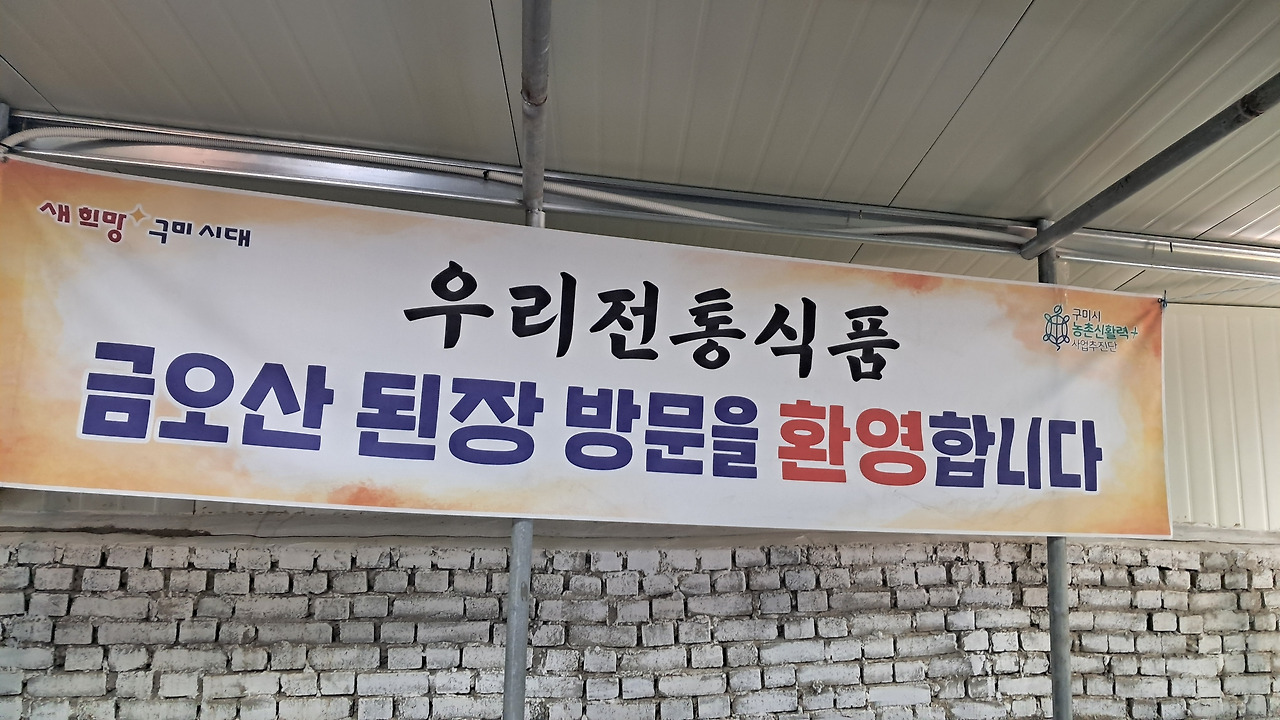 새 희망 구미 시대
우리전통식품
구미시
농촌신활력+
사업추진단
금오산 된장 방문을 환영합니다